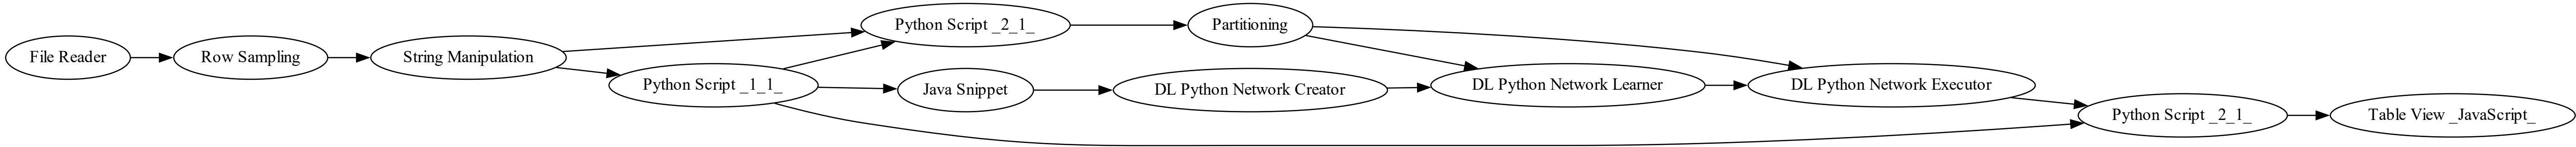 File Reader
Row Sampling
String Manipulation
Python Script _2_1_
Python Script _1_1_
Partitioning
Java Snippet
DL Python Network Creator
DL Python Network Learner
DL Python Network Executor
Python Script _2_1_
Table View _JavaScript_